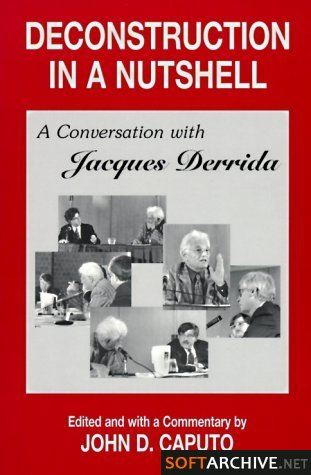 DECONSTRUCTION
IN A NUTSHELL
A Conversation with
Jacques Derrida
Edited and with a Commentary by
JOHN D. CAPUTO
SOFTARCHIVE.NET